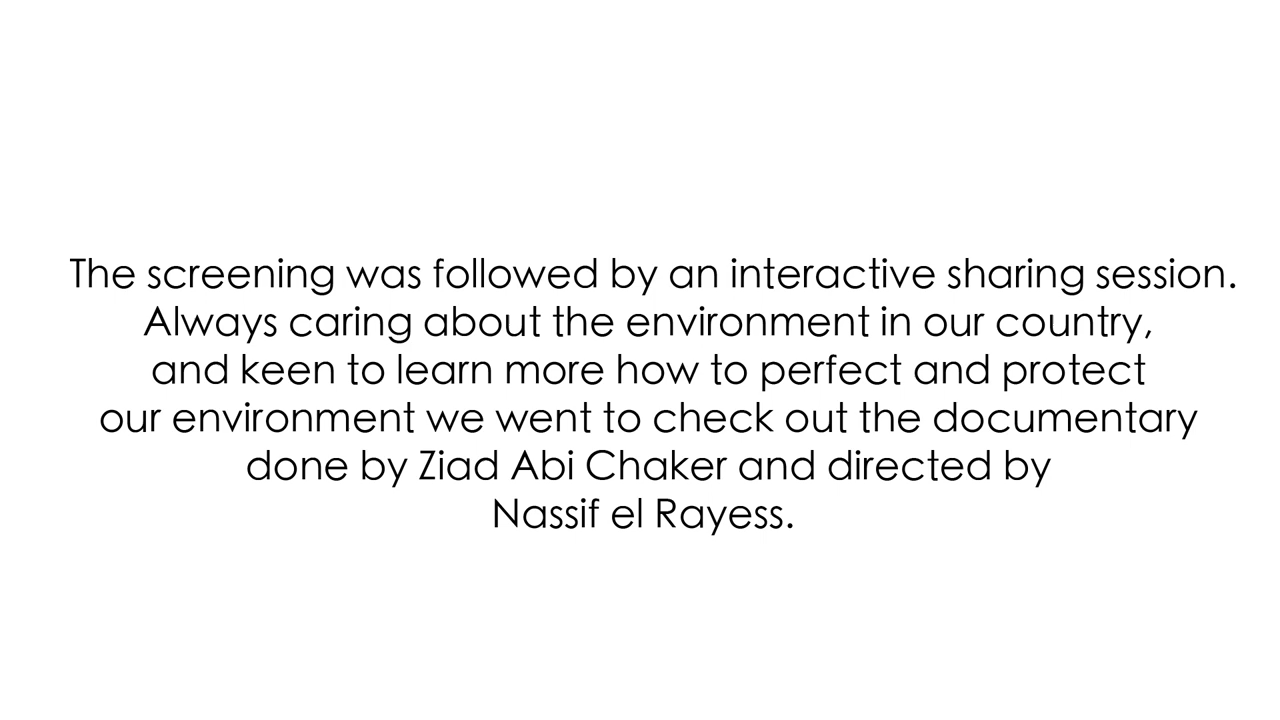 The screening was followed by an interactive sharing session.
Always caring about the environment in our country,
and keen to learn more how to perfect and protect
our environment we went to check out the documentary
done by Ziad Abi Chaker and directed by
Nassif el Rayess.